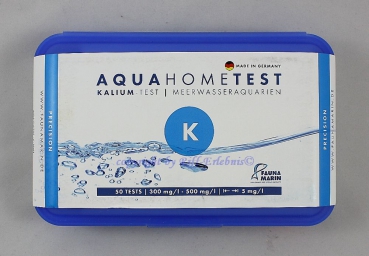 MADE IN GERMANY
AQUAHOMETEST
KALIUM-TEST | MEERWASSERAQUARIEN
K
PRECISION
PRECISION
50 TESTS | 300 mg/l - 500 mg/l | 5 mg/l
FAUNA
MARIN